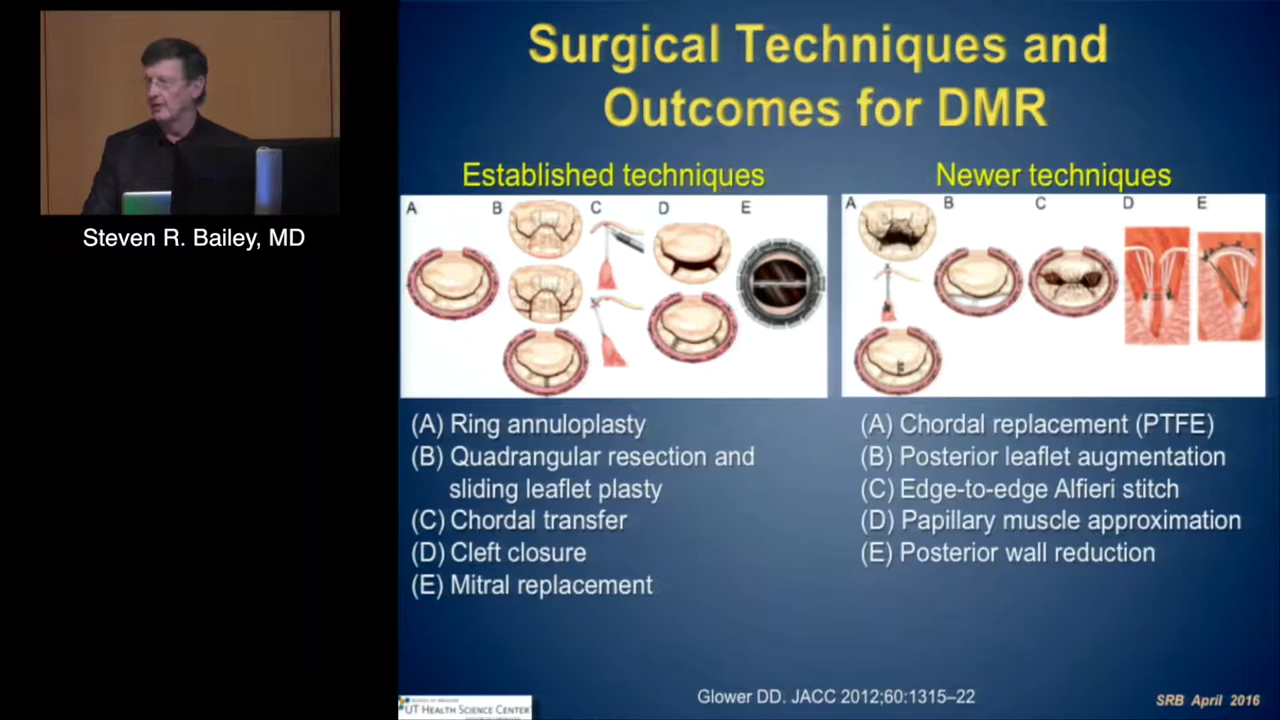 Surgical Techniques and
Outcomes for DMR
Steven R. Bailey, MD
Established techniques
A B C D E
(A) Ring annuloplasty
(B) Quadrangular resection and
sliding leaflet plasty
(C) Chordal transfer
(D) Cleft closure
(E) Mitral replacement
Newer techniques
A B C D E
(A) Chordal replacement (PTFE)
(B) Posterior leaflet augmentation
(C) Edge-to-edge Alfieri stitch
(D) Papillary muscle approximation
(E) Posterior wall reduction
UT HEALTH SCIENCE CENTER
Glower DD. JACC 2012;60:1315–22
SRB April 2016